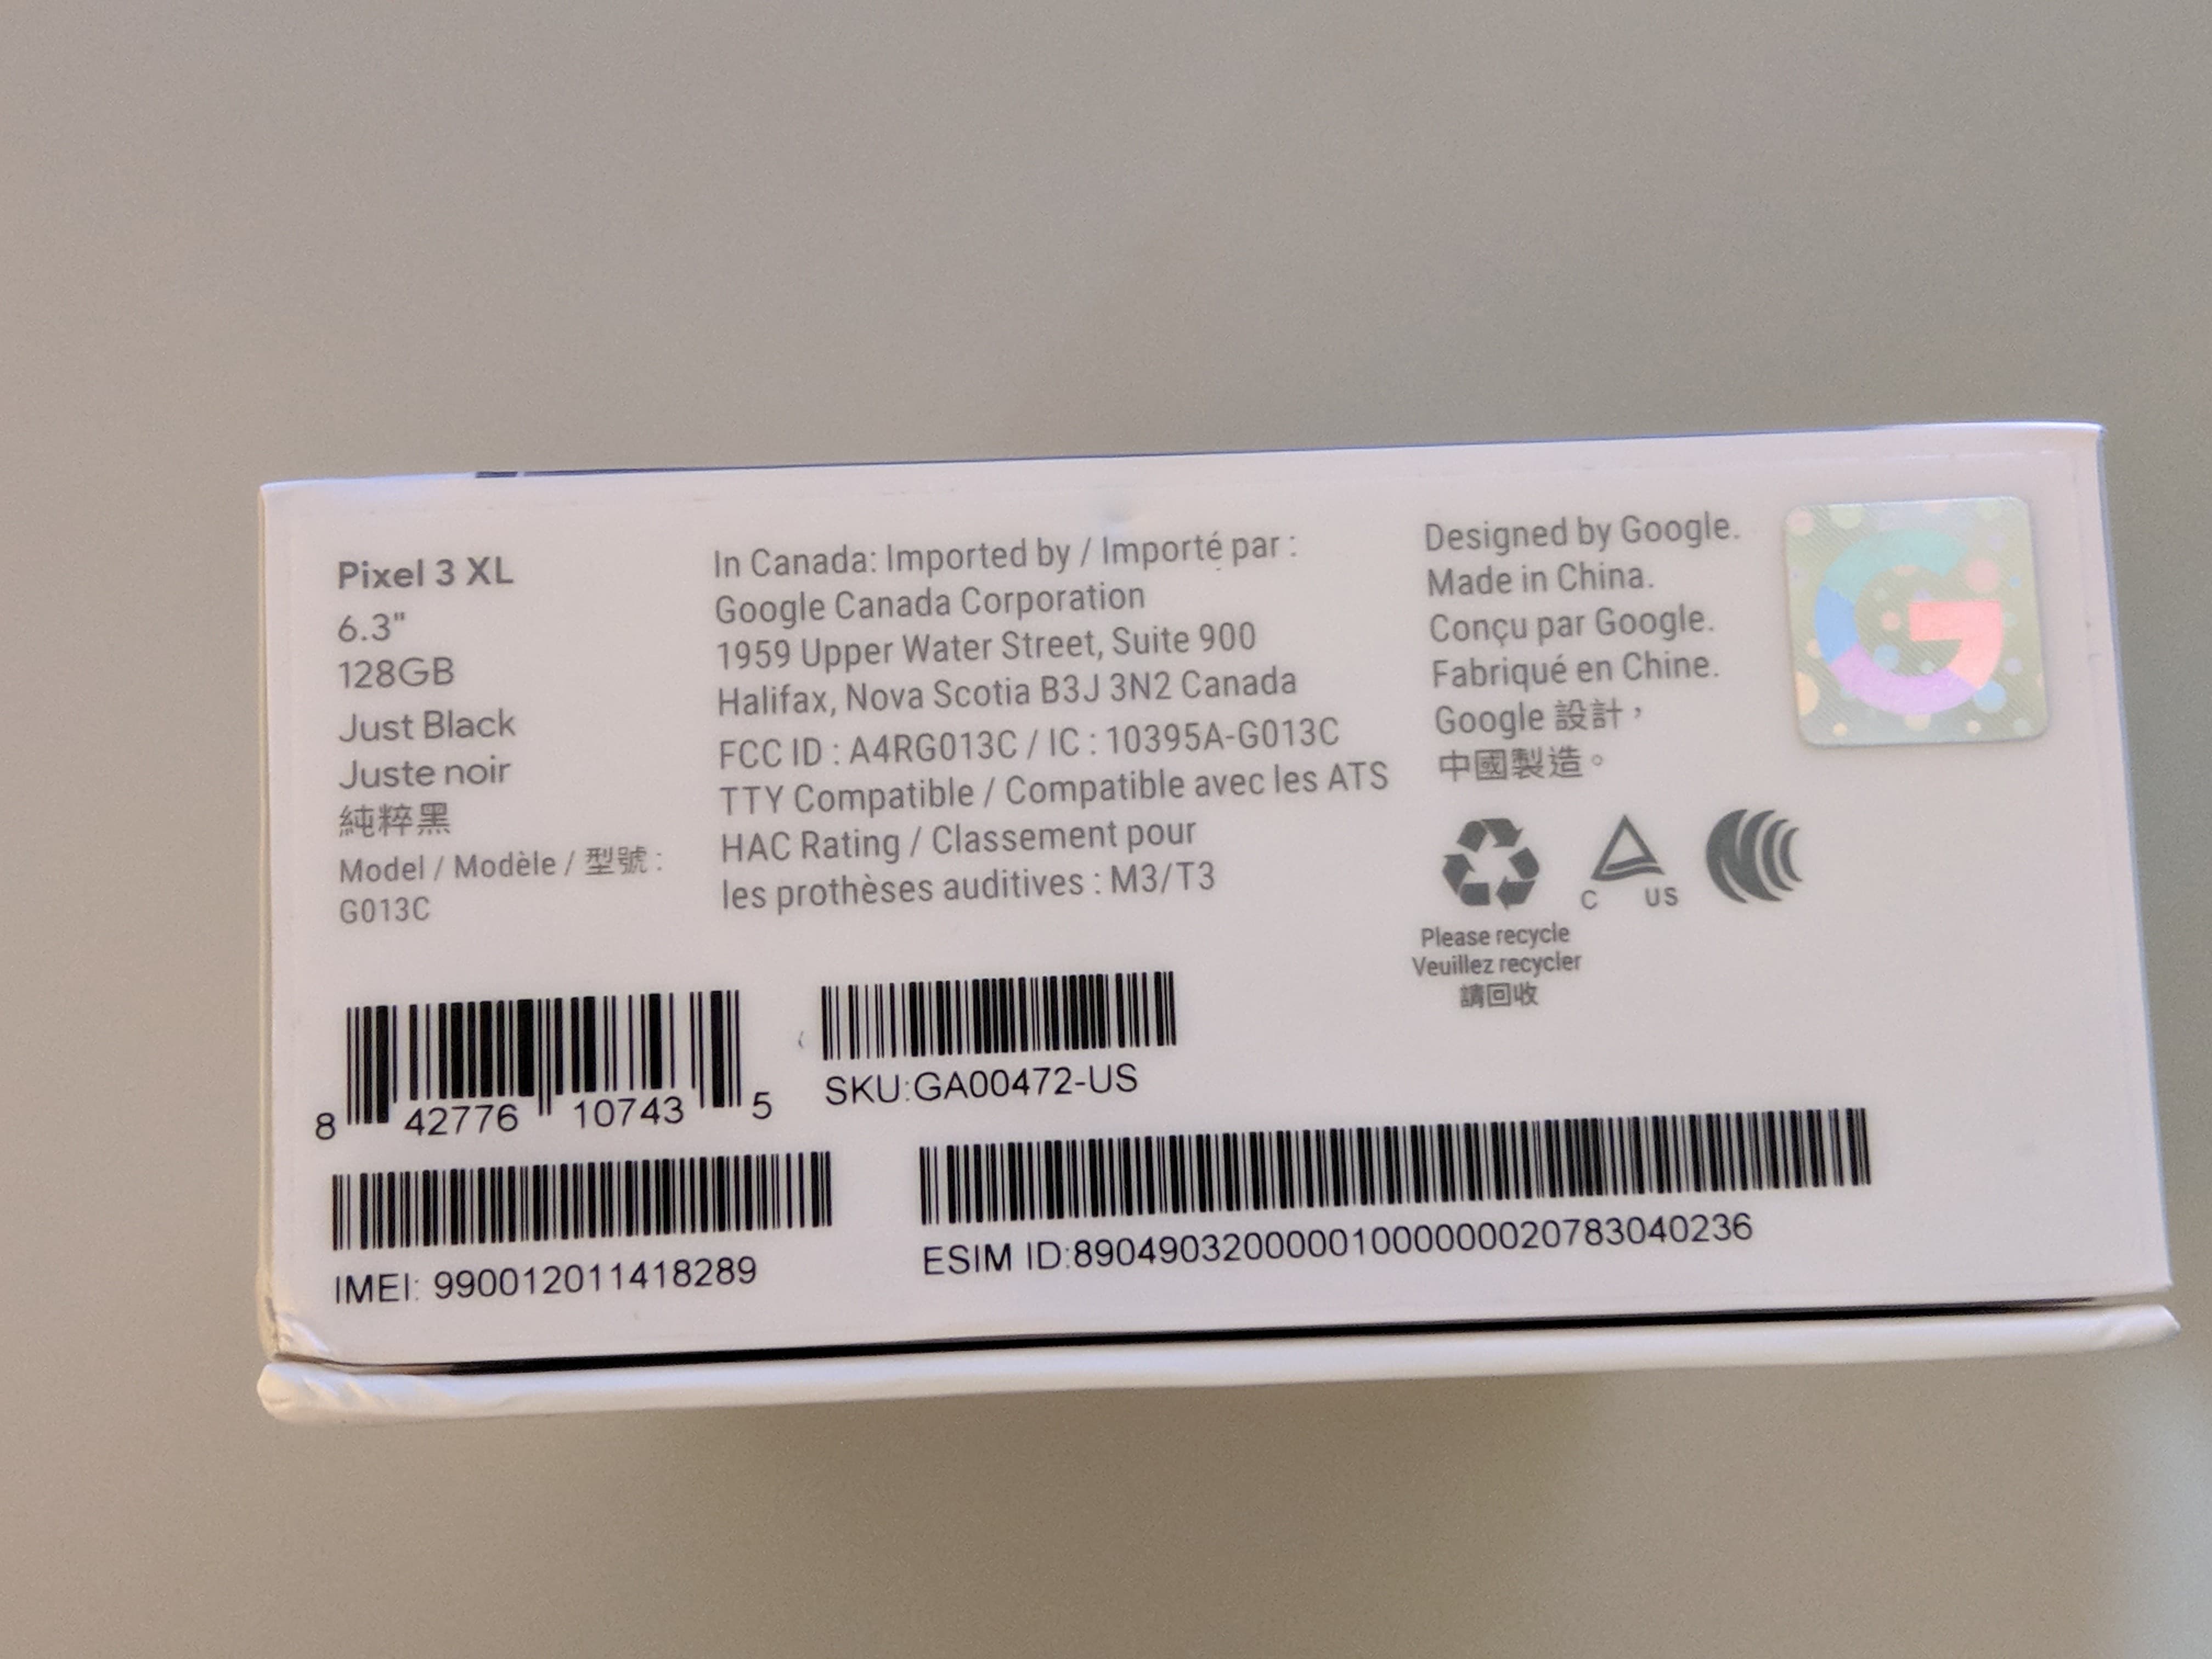 Pixel 3 XL
6.3"
128GB
Just Black
Juste noir
純粹黑
Model / Modèle / 型號 :
G013C
In Canada: Imported by / Importé par :
Google Canada Corporation
1959 Upper Water Street, Suite 900
Halifax, Nova Scotia B3J 3N2 Canada
FCC ID : A4RG013C / IC : 10395A-G013C
TTY Compatible / Compatible avec les ATS
HAC Rating / Classement pour
les prothèses auditives : M3/T3
Designed by Google.
Made in China.
Conçu par Google.
Fabriqué en Chine.
Google 設計，
中國製造。
G
C US
Please recycle
Veuillez recycler
請回收
8 42776 10743 5
SKU:GA00472-US
IMEI: 990012011418289
ESIM ID:89049032000001000000020783040236